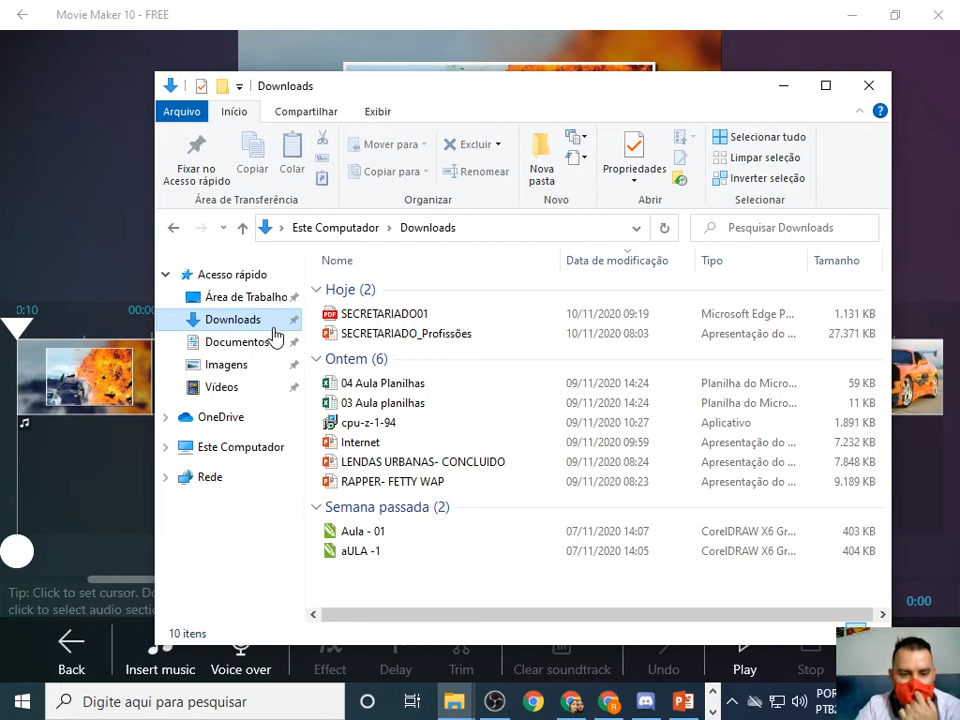 Movie Maker 10 - FREE
Downloads
Arquivo
Início
Compartilhar
Exibir
Fixar no
Acesso rápido
Copiar
Colar
Mover para
Copiar para
Excluir
Renomear
Nova
pasta
Propriedades
Selecionar tudo
Limpar seleção
Inverter seleção
Área de Transferência
Organizar
Novo
Abrir
Selecionar
Este Computador
Downloads
Pesquisar Downloads
Acesso rápido
Área de Trabalho
Downloads
Documentos
Imagens
Vídeos
OneDrive
Este Computador
Rede
Nome
Data de modificação
Tipo
Tamanho
Hoje (2)
SECRETARIADO01 10/11/2020 09:19 Microsoft Edge P... 1.131 KB
SECRETARIADO_Profissões 10/11/2020 08:03 Apresentação do ... 27.371 KB
Ontem (6)
04 Aula Planilhas 09/11/2020 14:24 Planilha do Micro... 59 KB
03 Aula planilhas 09/11/2020 14:24 Planilha do Micro... 11 KB
cpu-z-1-94 09/11/2020 10:27 Aplicativo 1.891 KB
Internet 09/11/2020 09:59 Apresentação do ... 7.232 KB
LENDAS URBANAS- CONCLUIDO 09/11/2020 08:24 Apresentação do ... 7.848 KB
RAPPER- FETTY WAP 09/11/2020 08:23 Apresentação do ... 9.189 KB
Semana passada (2)
Aula - 01 07/11/2020 14:07 CorelDRAW X6 Gr... 403 KB
aULA -1 07/11/2020 14:05 CorelDRAW X6 Gr... 404 KB
10 itens
0:10
00:00
Tip: Click to set cursor. Do
click to select audio sectio
0:00
Back
Insert music
Voice over
Effect
Delay
Trim
Clear soundtrack
Undo
Play
Stop
Digite aqui para pesquisar
POR
PTB2